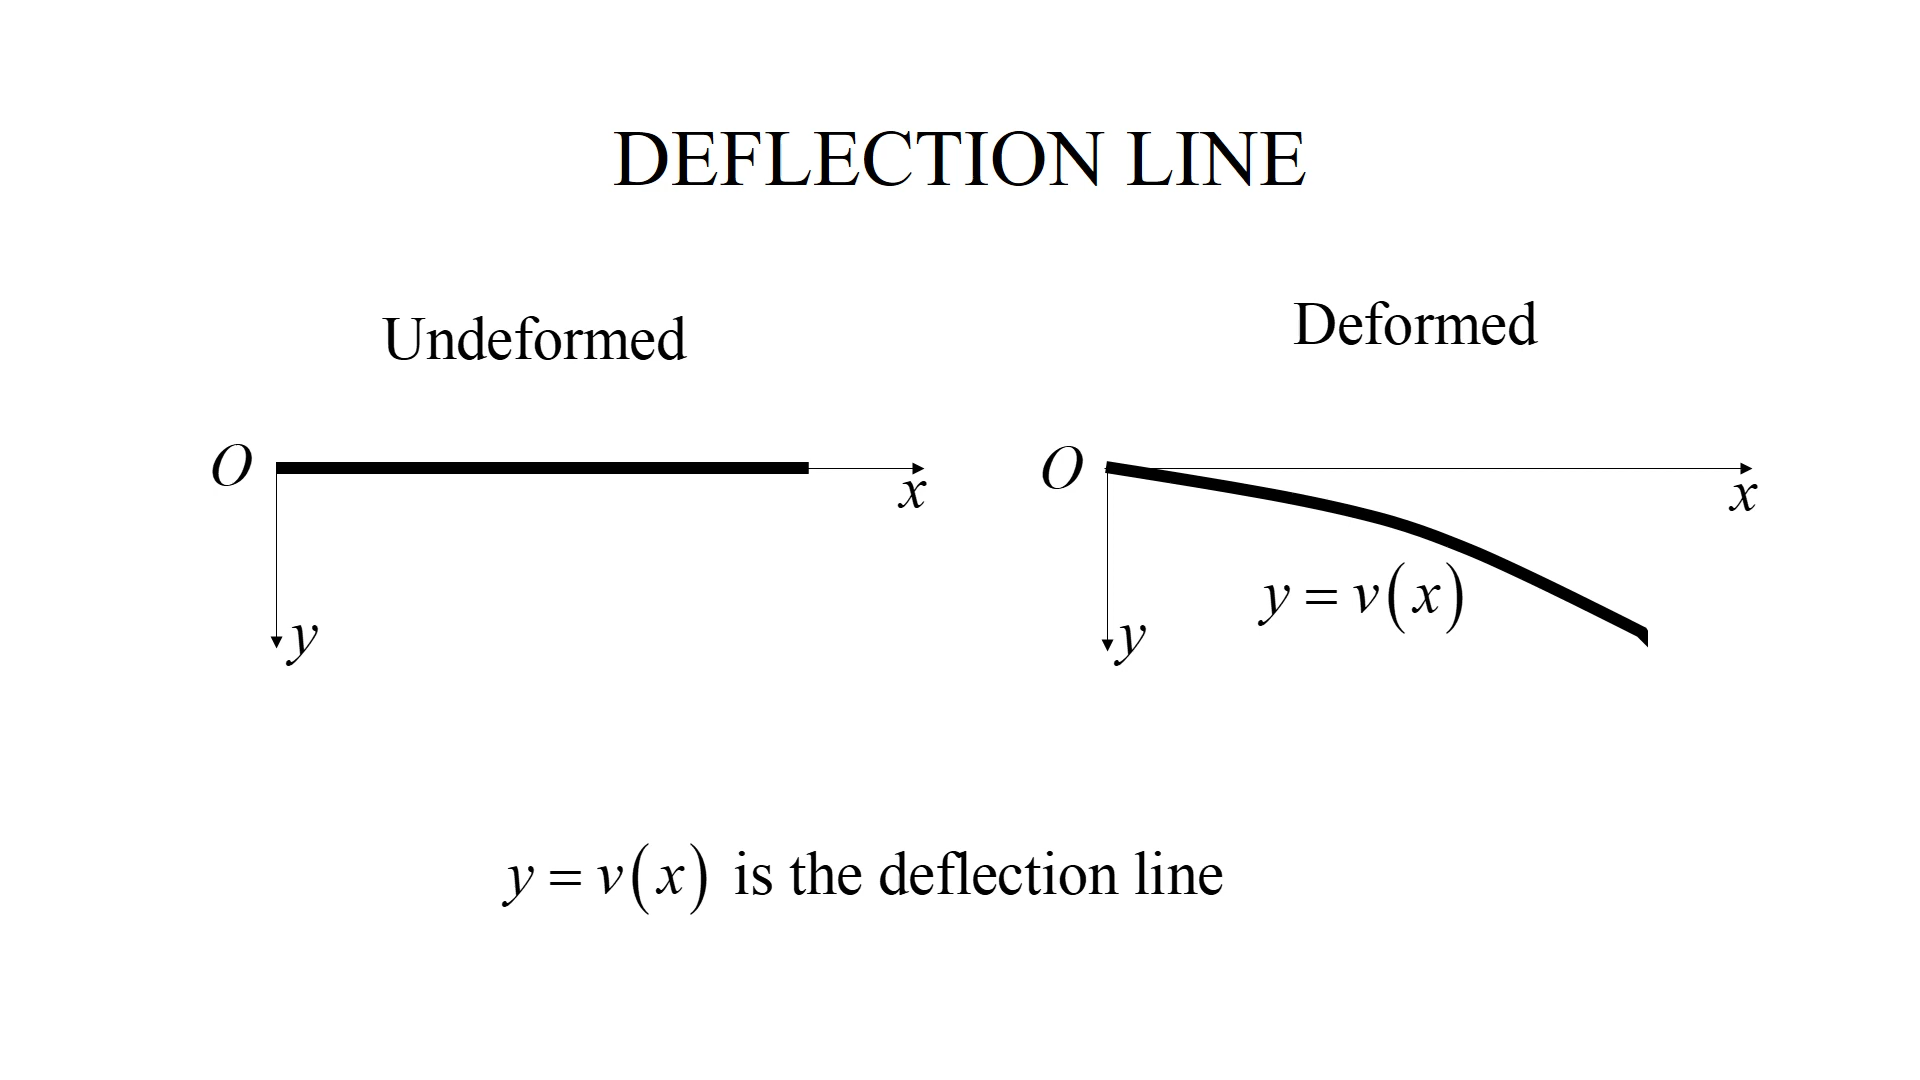 DEFLECTION LINE
Undeformed
Deformed
O
x
y
O
x
y = v(x)
y
y = v(x) is the deflection line